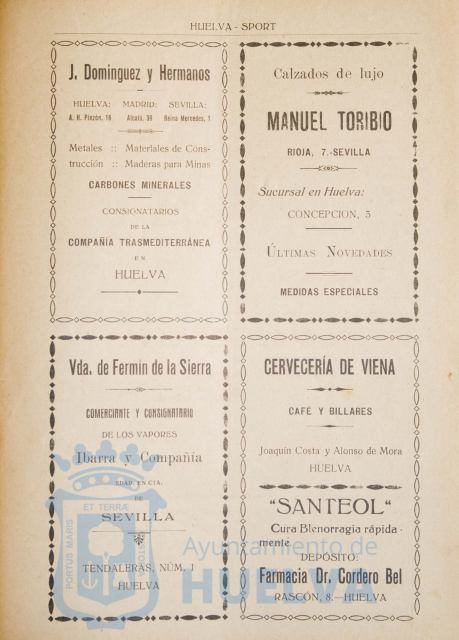 HUELVA - SPORT
J. Dominguez y Hermanos
HUELVA: MADRID: SEVILLA:
A. H. Pinzón, 16 Alcalá, 36 Reina Mercedes, 1
Metales :: Materiales de Cons-
trucción :: Maderas para Minas
CARBONES MINERALES
CONSIGNATARIOS
DE LA
COMPAÑÍA TRASMEDITERRÁNEA
EN
HUELVA
Calzados de lujo
MANUEL TORIBIO
RIOJA, 7.-SEVILLA
Sucursal en Huelva:
CONCEPCION, 5
ÚLTIMAS NOVEDADES
MEDIDAS ESPECIALES
Vda. de Fermín de la Sierra
COMERCIANTE Y CONSIGNATARIO
DE LOS VAPORES
Ibarra y Compañía
EDAD. EN CTA.
DE
SEVILLA
TENDALERAS, NÚM. 1
HUELVA
CERVECERÍA DE VIENA
CAFÉ Y BILLARES
Joaquín Costa y Alonso de Mora
HUELVA
"SANTEOL"
Cura Blenorragia rápida-
mente
DEPÓSITO:
Farmacia Dr. Cordero Bel
RASCÓN, 8.—HUELVA
ET TERRÆ
PORTUS MARIS
Ayuntamiento de
HUELVA